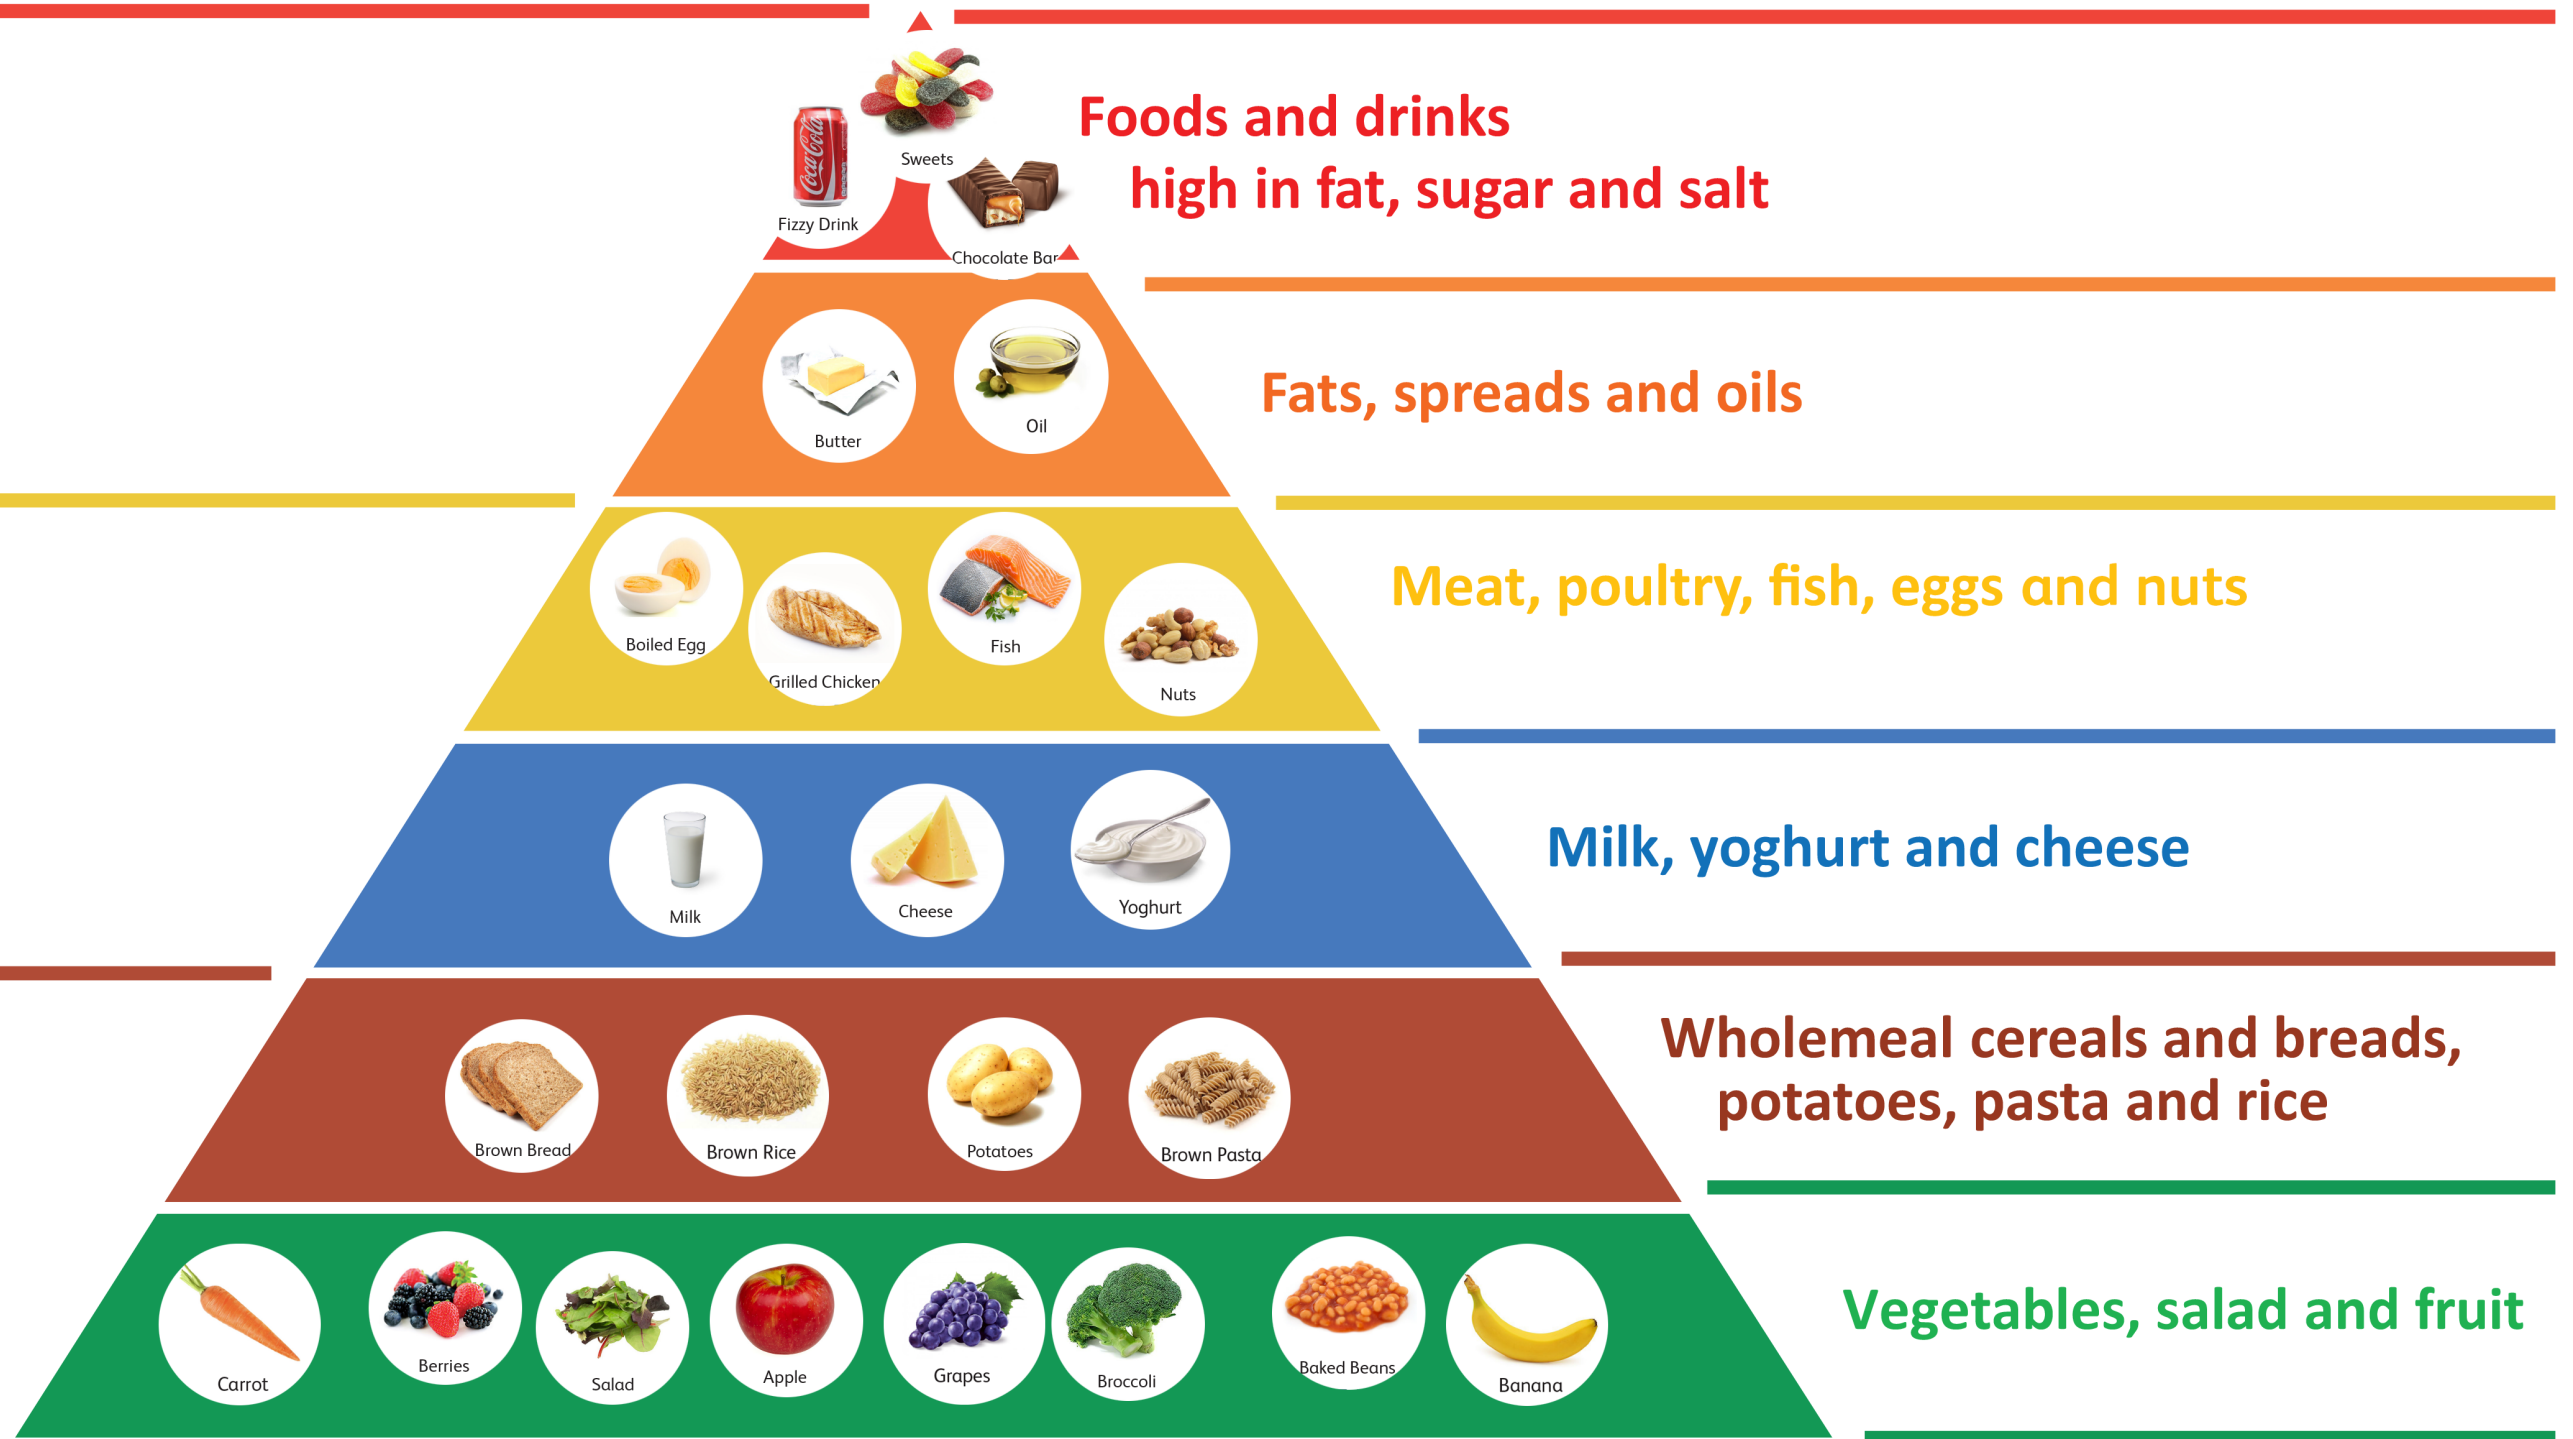 Sweets
Coca-Cola
Fizzy Drink
Chocolate Bar
Foods and drinks
high in fat, sugar and salt
Butter
Oil
Fats, spreads and oils
Boiled Egg
Grilled Chicken
Fish
Nuts
Meat, poultry, fish, eggs and nuts
Milk
Cheese
Yoghurt
Milk, yoghurt and cheese
Brown Bread
Brown Rice
Potatoes
Brown Pasta
Wholemeal cereals and breads,
potatoes, pasta and rice
Carrot
Berries
Salad
Apple
Grapes
Broccoli
Baked Beans
Banana
Vegetables, salad and fruit